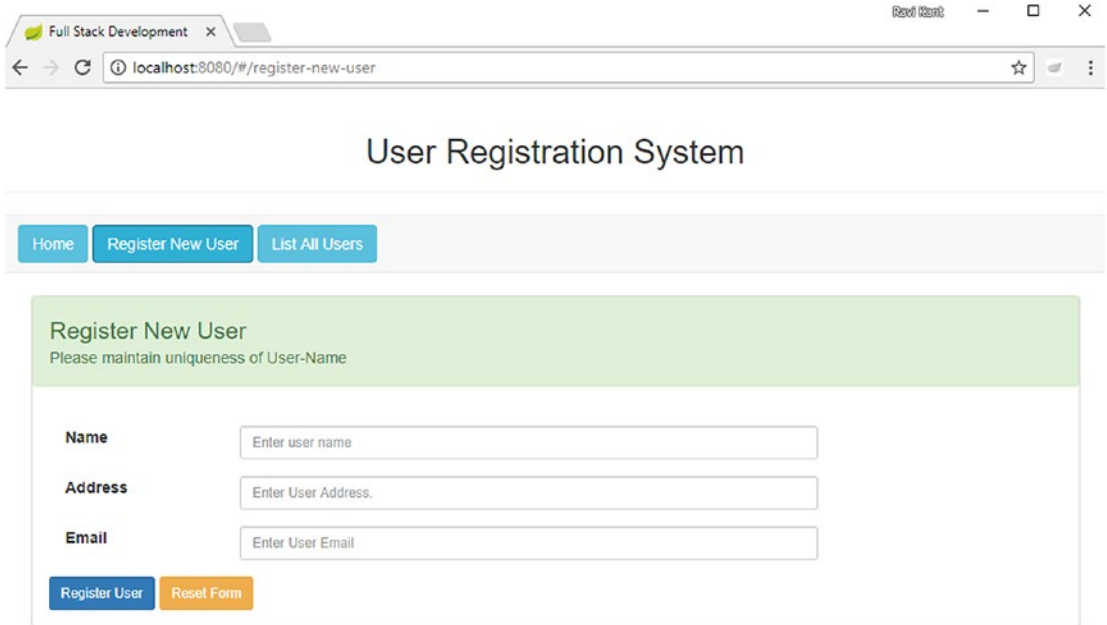 Full Stack Development
Ravi Kant
localhost:8080/#/register-new-user
User Registration System
Home Register New User List All Users
Register New User
Please maintain uniqueness of User-Name
Name Enter user name
Address Enter User Address.
Email Enter User Email
Register User Reset Form